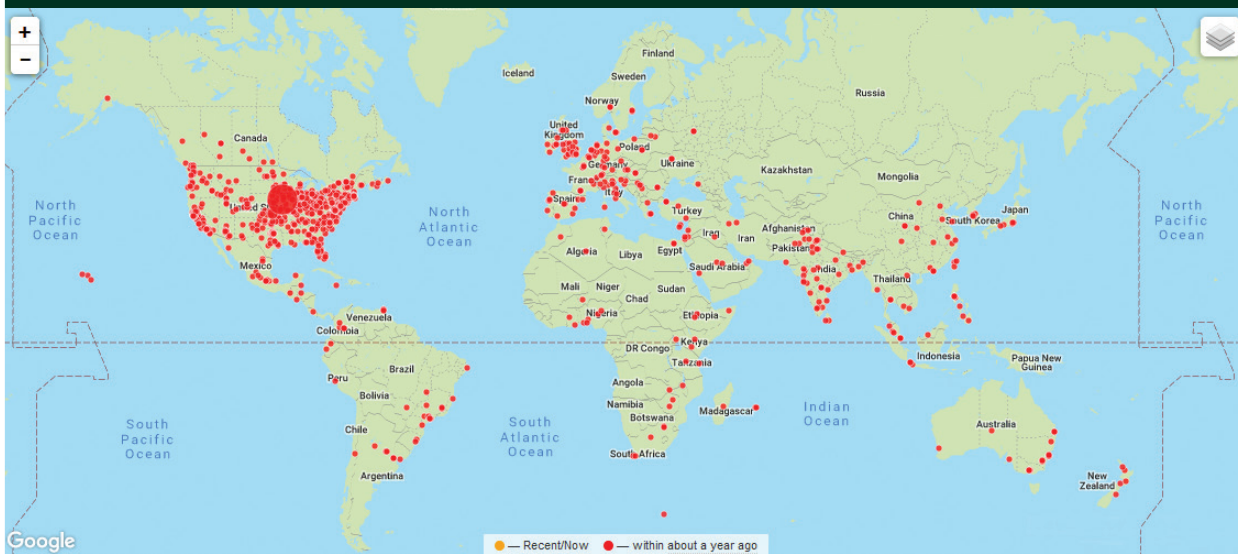 +
−
Finland
Iceland
Sweden
Russia
Norway
Canada
United
Kingdom
Poland
Germany
Ukraine
Kazakhstan
Mongolia
France
Italy
Spain
North
Pacific
Ocean
United Sta
North
Atlantic
Ocean
Turkey
China
South Korea
Japan
North
Pacific
Ocean
Afghanistan
Iraq
Iran
Pakistan
Algeria
Libya
Egypt
Mexico
Saudi Arabia
India
Thailand
Mali
Niger
Sudan
Chad
Nigeria
Ethiopia
Venezuela
Colombia
DR Congo
Kenya
Indonesia
Papua New
Guinea
Tanzania
Peru
Brazil
Angola
Bolivia
Namibia
Botswana
Madagascar
Indian
Ocean
South
Pacific
Ocean
Chile
South
Atlantic
Ocean
Australia
South Africa
Argentina
New
Zealand
Google
— Recent/Now — within about a year ago